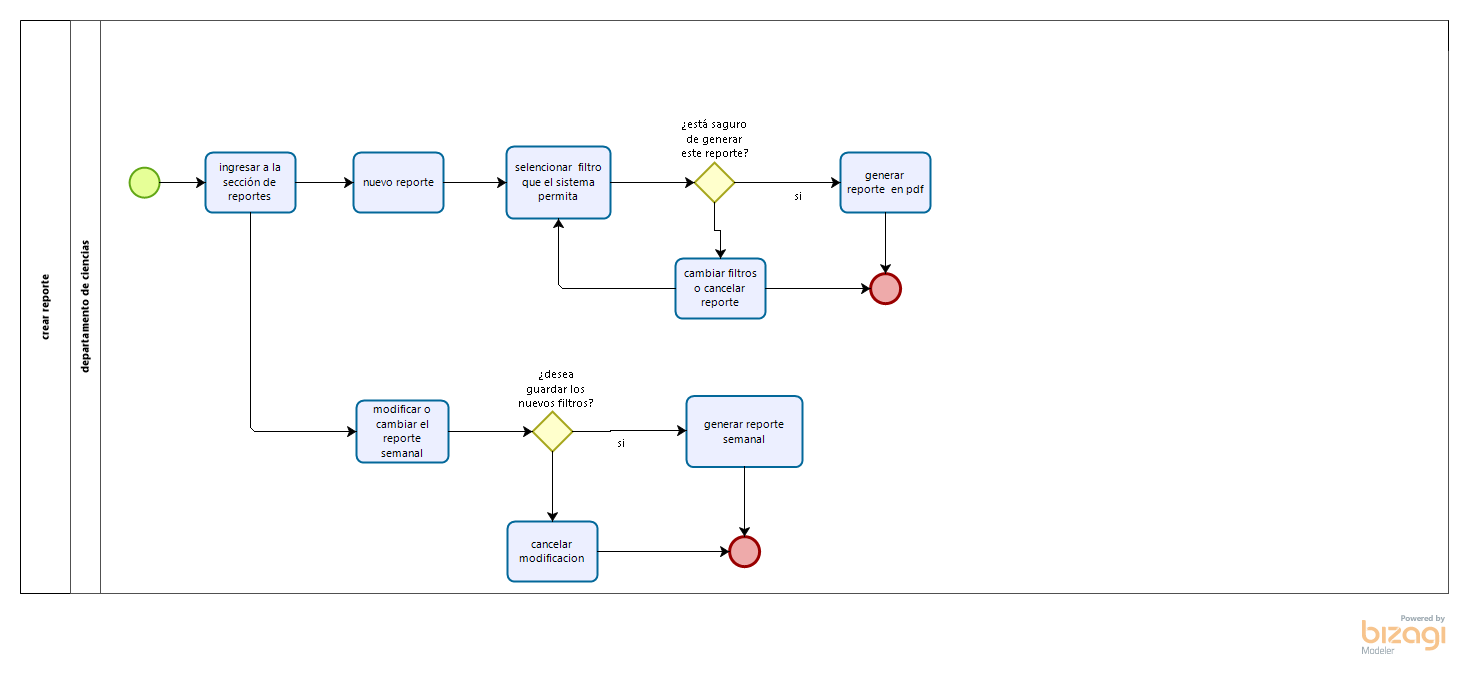 crear reporte
departamento de ciencias
ingresar a la
sección de
reportes
nuevo reporte
selencionar filtro
que el sistema
permita
¿está saguro
de generar
este reporte?
si
generar
reporte en pdf
cambiar filtros
o cancelar
reporte
modificar o
cambiar el
reporte
semanal
¿desea
guardar los
nuevos filtros?
si
generar reporte
semanal
cancelar
modificacion
Powered by
bizagi
Modeler